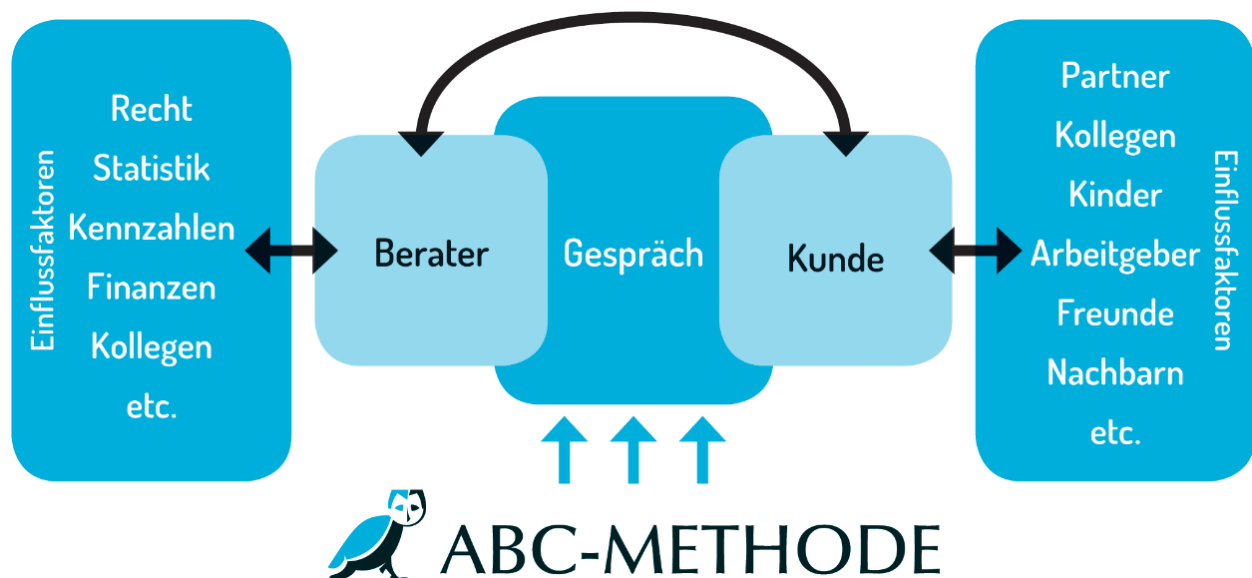 Einflussfaktoren
Recht
Statistik
Kennzahlen
Finanzen
Kollegen
etc.
Berater
Gespräch
Kunde
Partner
Kollegen
Kinder
Arbeitgeber
Freunde
Nachbarn
etc.
Einflussfaktoren
ABC-METHODE